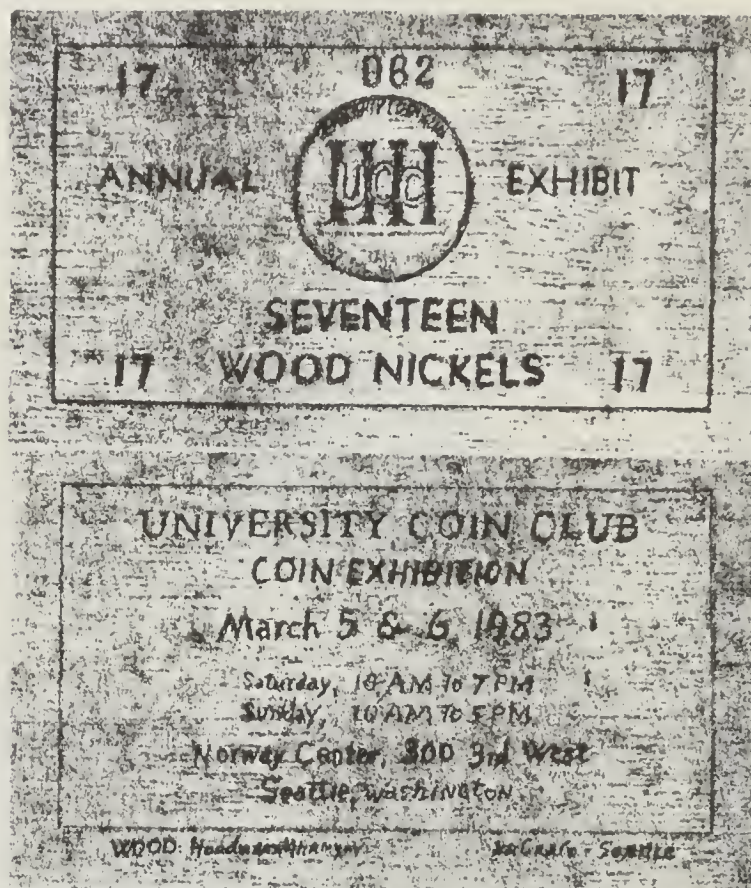 17 062 17
ANNUAL UCC EXHIBIT
SEVENTEEN
17 WOOD NICKELS 17
UNIVERSITY COIN CLUB
COIN EXHIBITION
March 5 & 6, 1983
Saturday, 10 AM to 7 PM
Sunday, 10 AM to 5 PM
Norway Center, 300 3rd West
Seattle, Washington
WOOD: SEATTLE